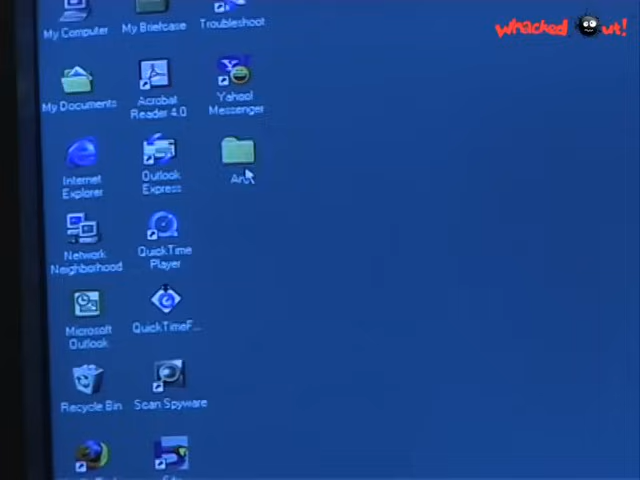 whacked Out!
My Computer
My Briefcase
Troubleshoot
My Documents
Acrobat
Reader 4.0
Yahoo
Messenger
Internet
Explorer
Outlook
Express
Network
Neighborhood
QuickTime
Player
Microsoft
Outlook
QuickTimeF...
Recycle Bin
Scan Spyware